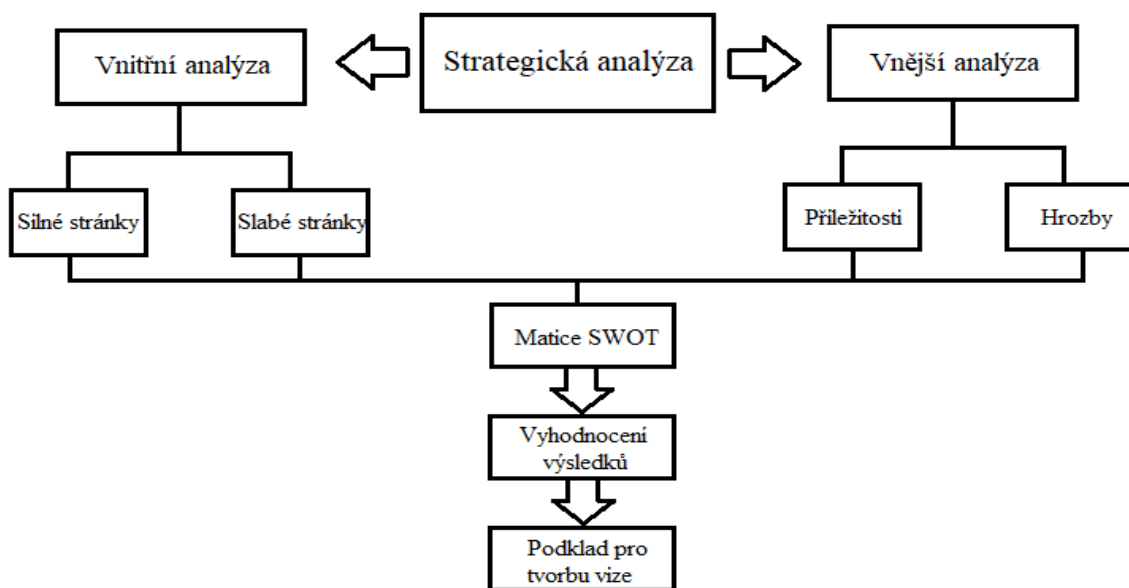 Vnitřní analýza
Strategická analýza
Vnější analýza
Silné stránky
Slabé stránky
Příležitosti
Hrozby
Matice SWOT
Vyhodnocení
výsledků
Podklad pro
tvorbu vize